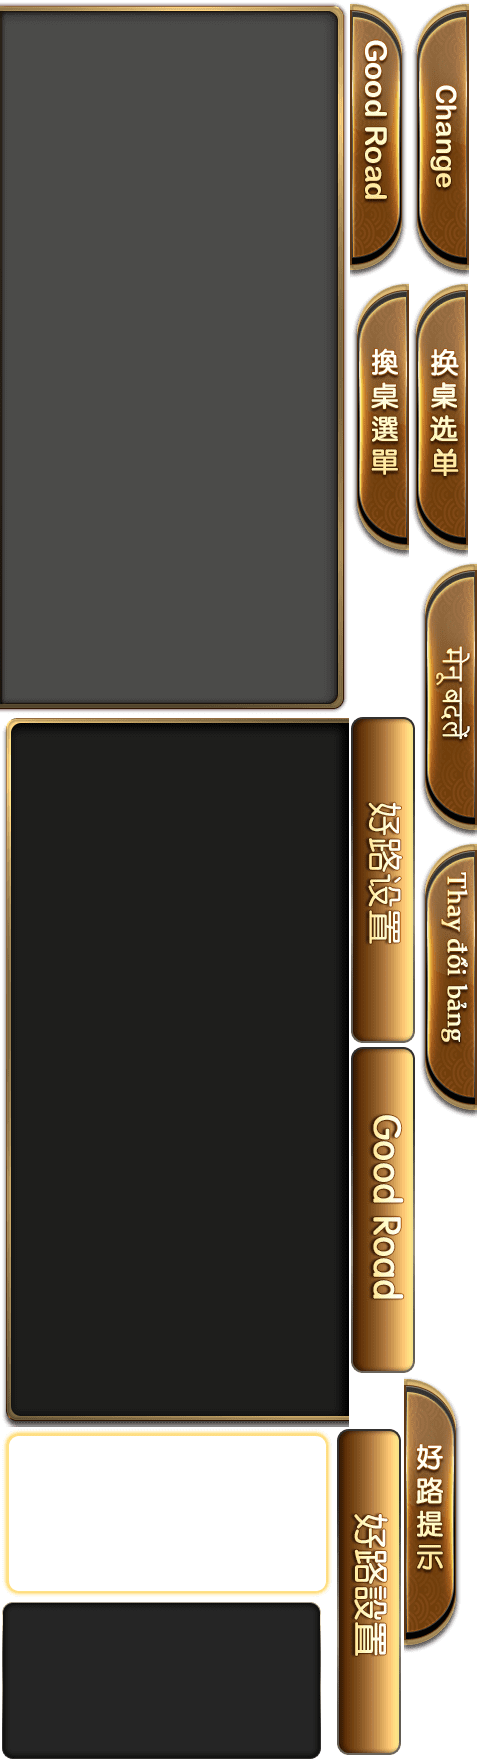 Good Road
Change
換桌選單
换桌选单
मेनू बदलें
Thay đổi bảng
好路设置
Good Road
好路提示
好路設置